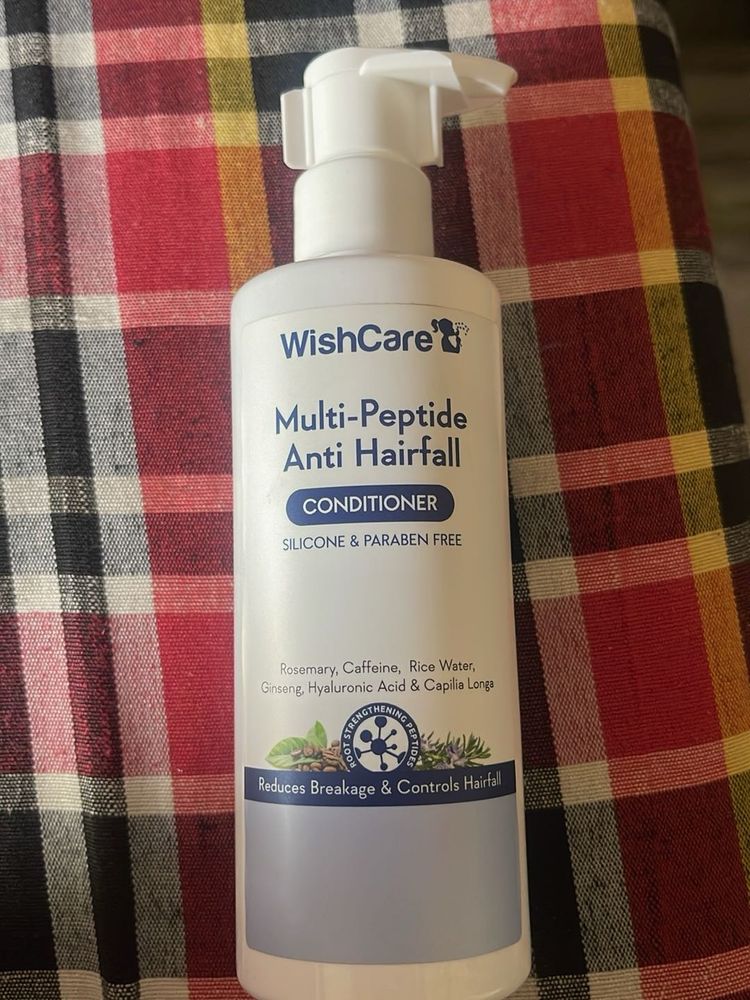 WishCare
Multi-Peptide
Anti Hairfall
CONDITIONER
SILICONE & PARABEN FREE
Rosemary, Caffeine, Rice Water,
Ginseng, Hyaluronic Acid & Capilia Longa
ROOT STRENGTHENING PEPTIDES
Reduces Breakage & Controls Hairfall